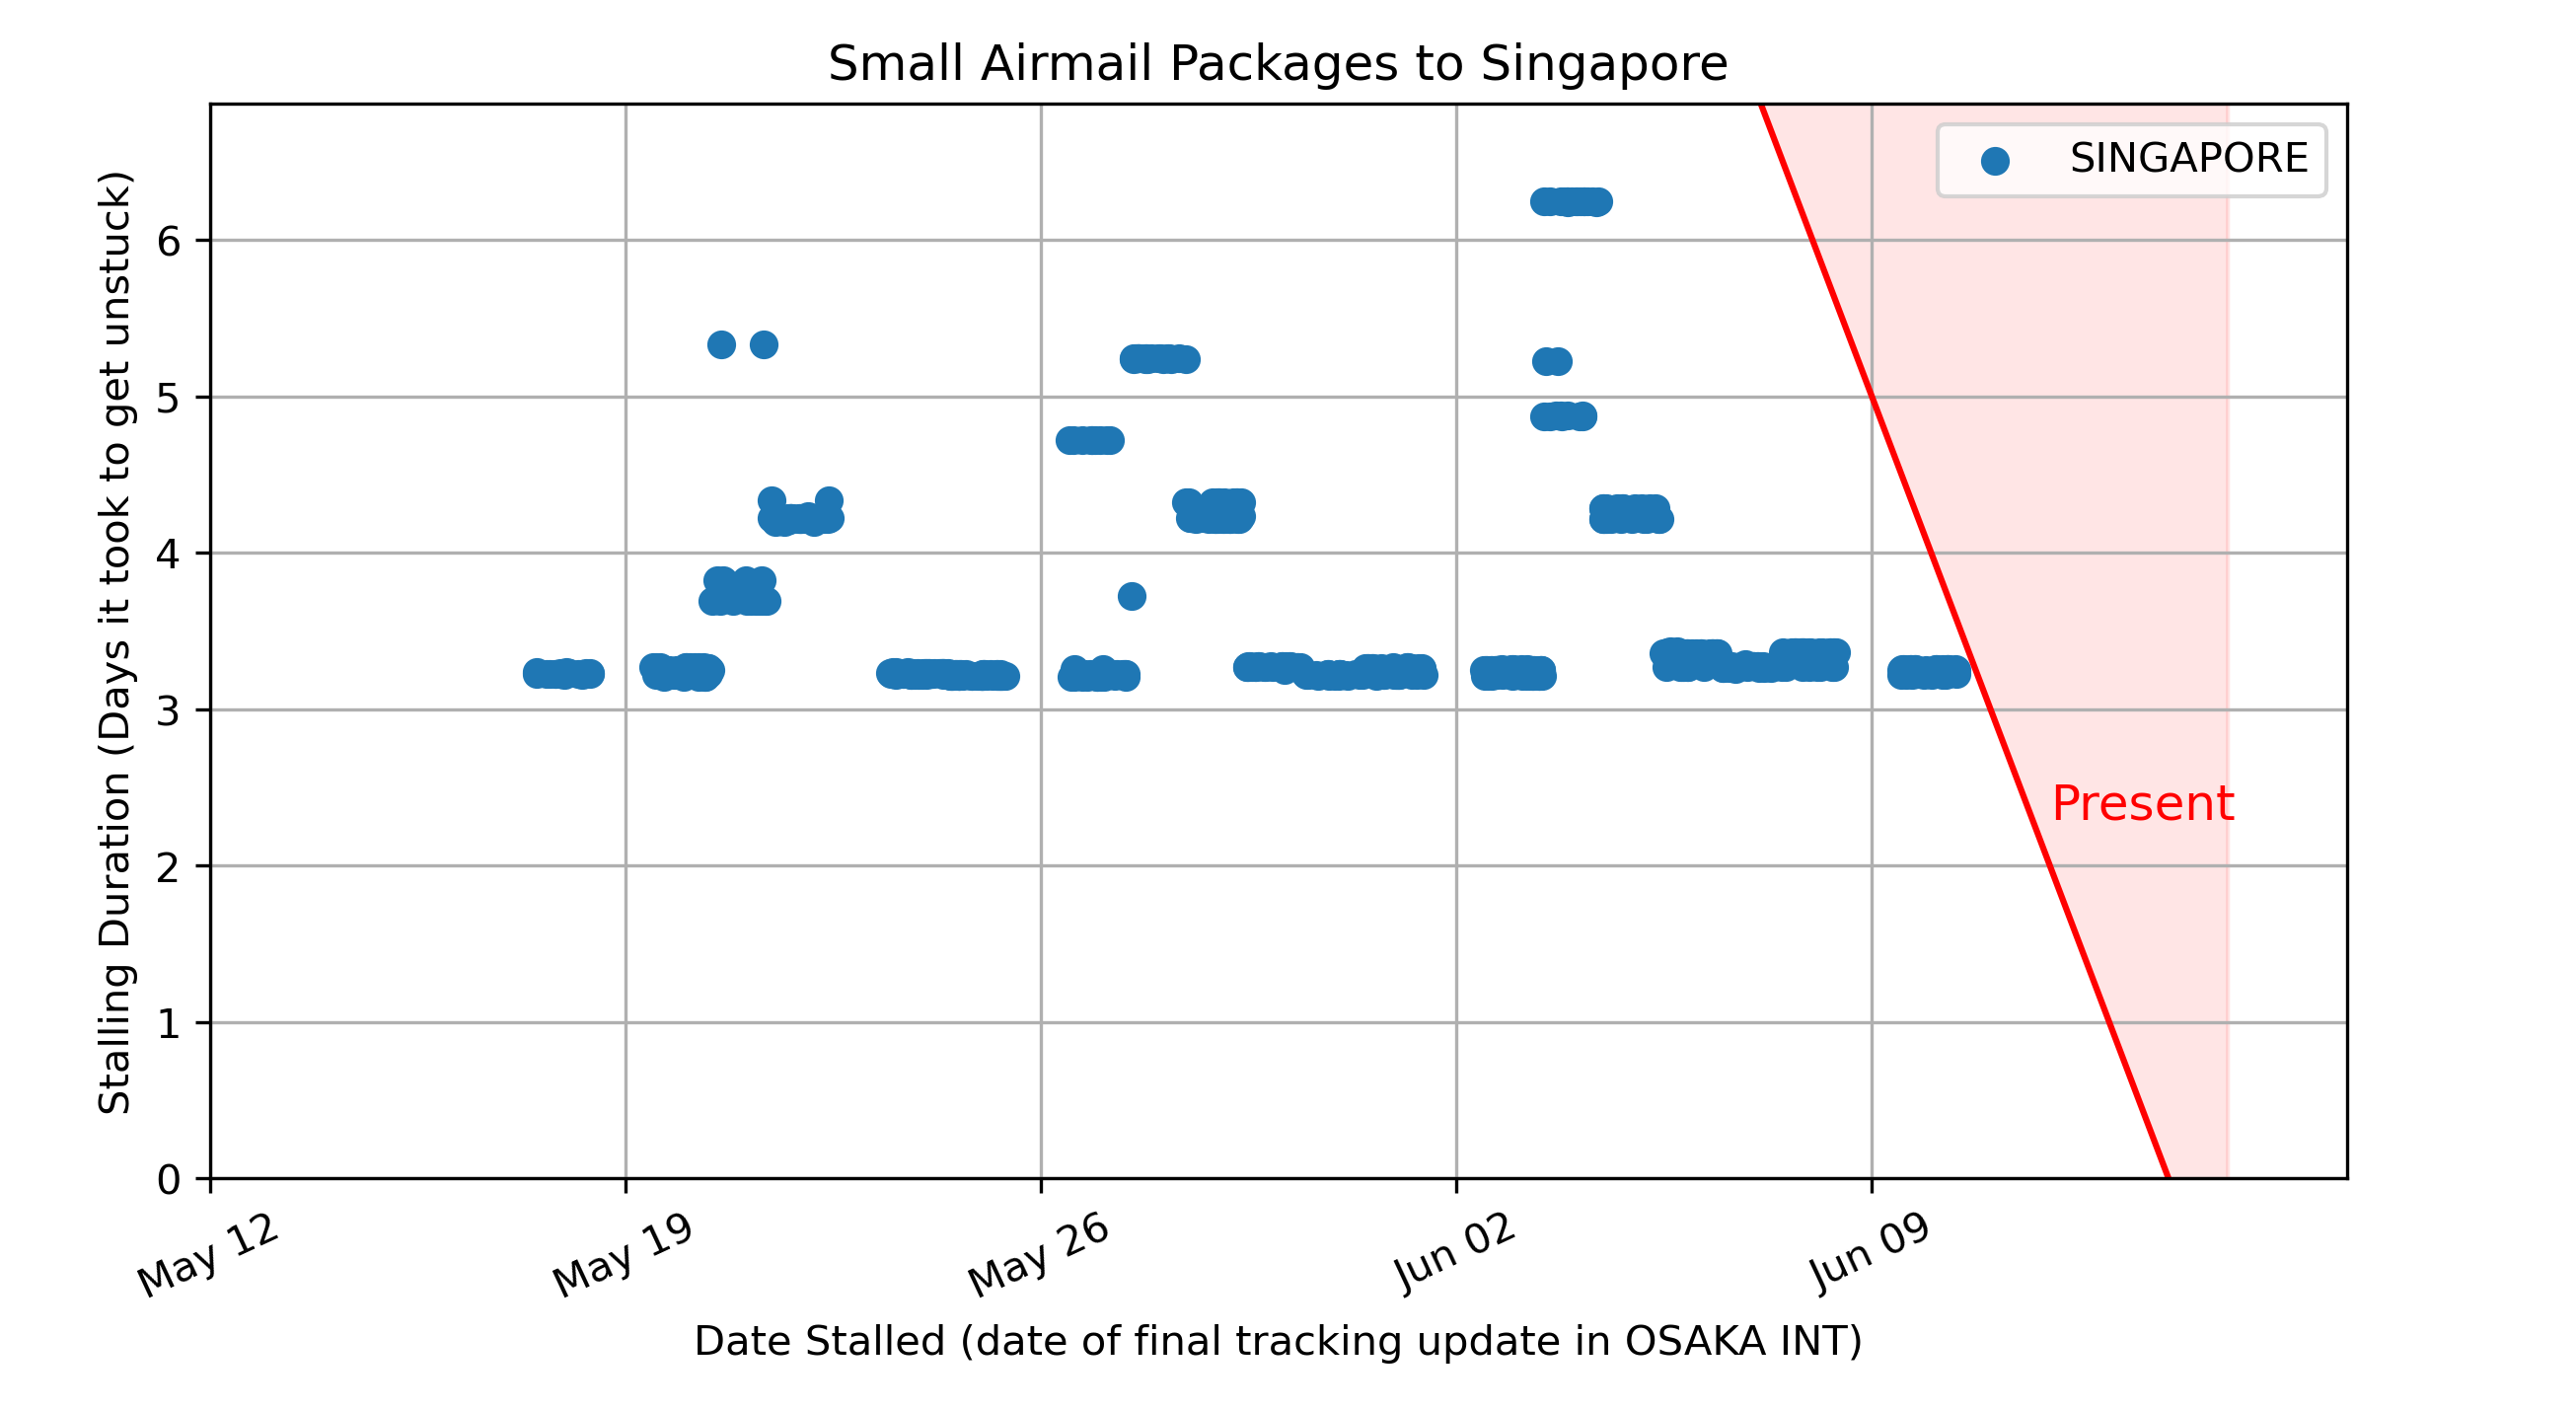 Small Airmail Packages to Singapore
SINGAPORE
Stalling Duration (Days it took to get unstuck)
6
5
4
3
2
1
0
Present
May 12
May 19
May 26
Jun 02
Jun 09
Date Stalled (date of final tracking update in OSAKA INT)